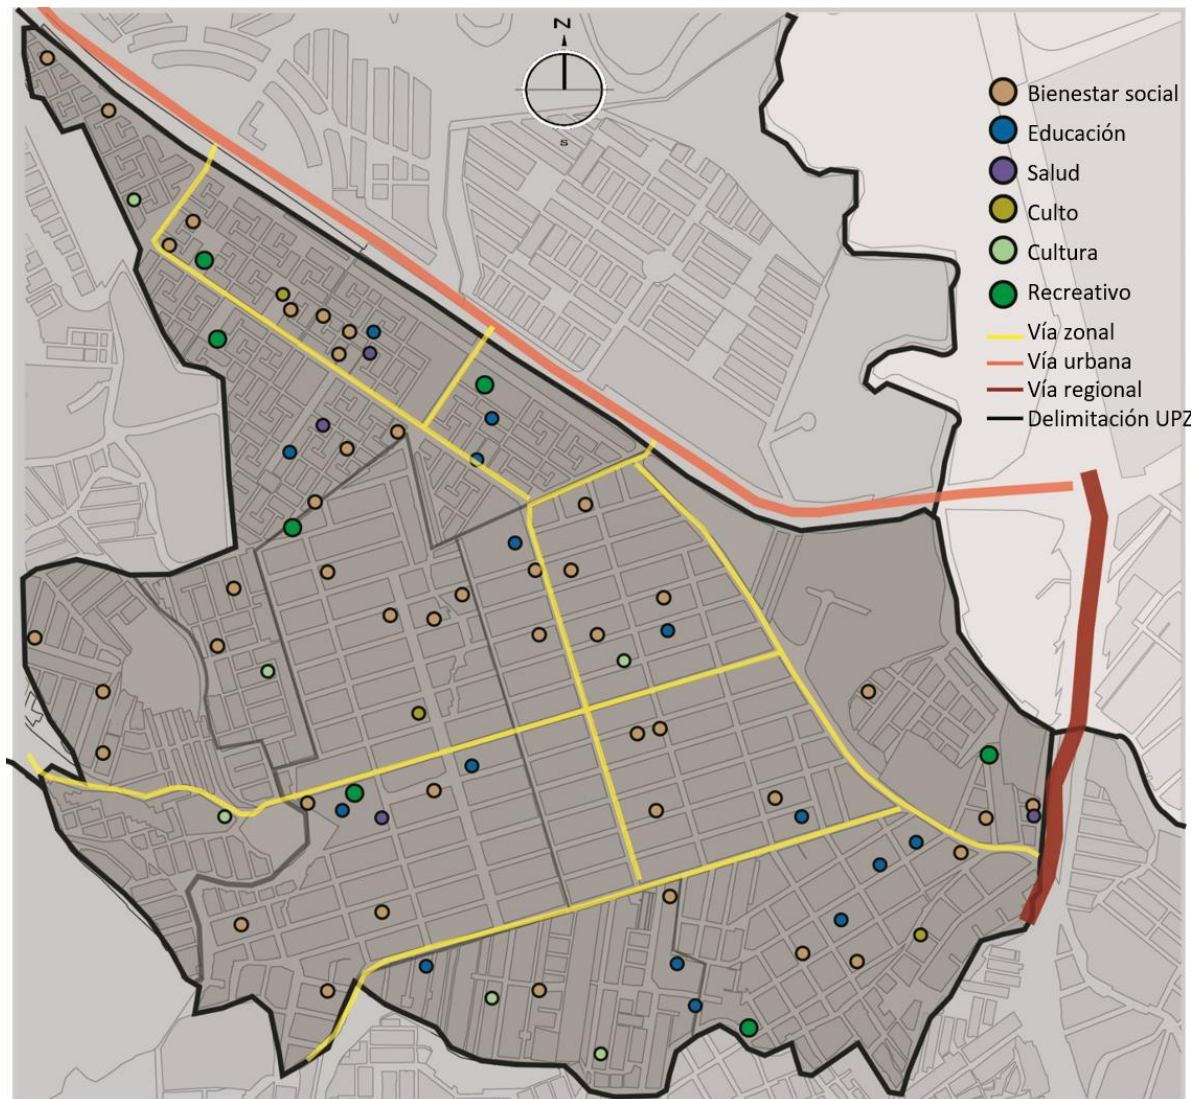 N
s
Bienestar social
Educación
Salud
Culto
Cultura
Recreativo
Vía zonal
Vía urbana
Vía regional
Delimitación UPZ